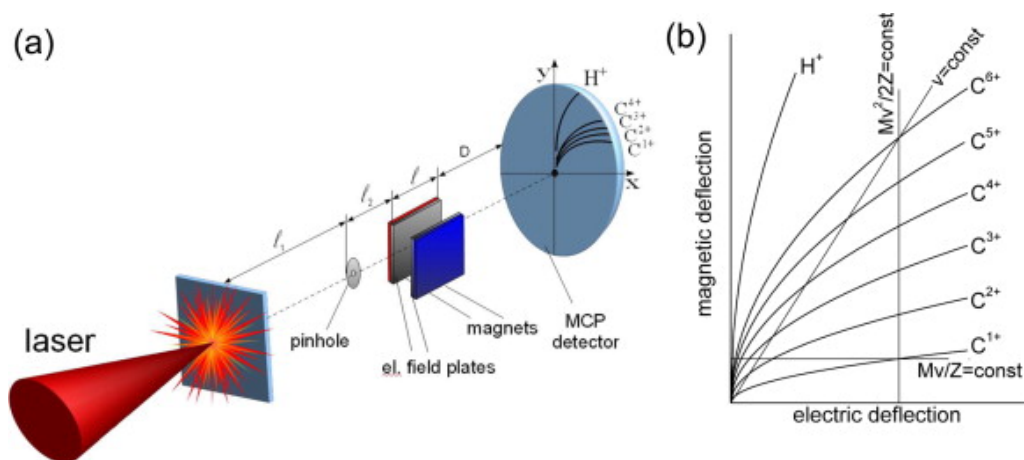 (a)
laser
ℓ₁
pinhole
ℓ₂
ℓ
D
el. field plates
magnets
MCP
detector
y
x
H⁺
C⁴⁺
C³⁺
C²⁺
C¹⁺
(b)
magnetic deflection
electric deflection
H⁺
Mv²/2Z=const
v=const
C⁶⁺
C⁵⁺
C⁴⁺
C³⁺
C²⁺
C¹⁺
Mv/Z=const